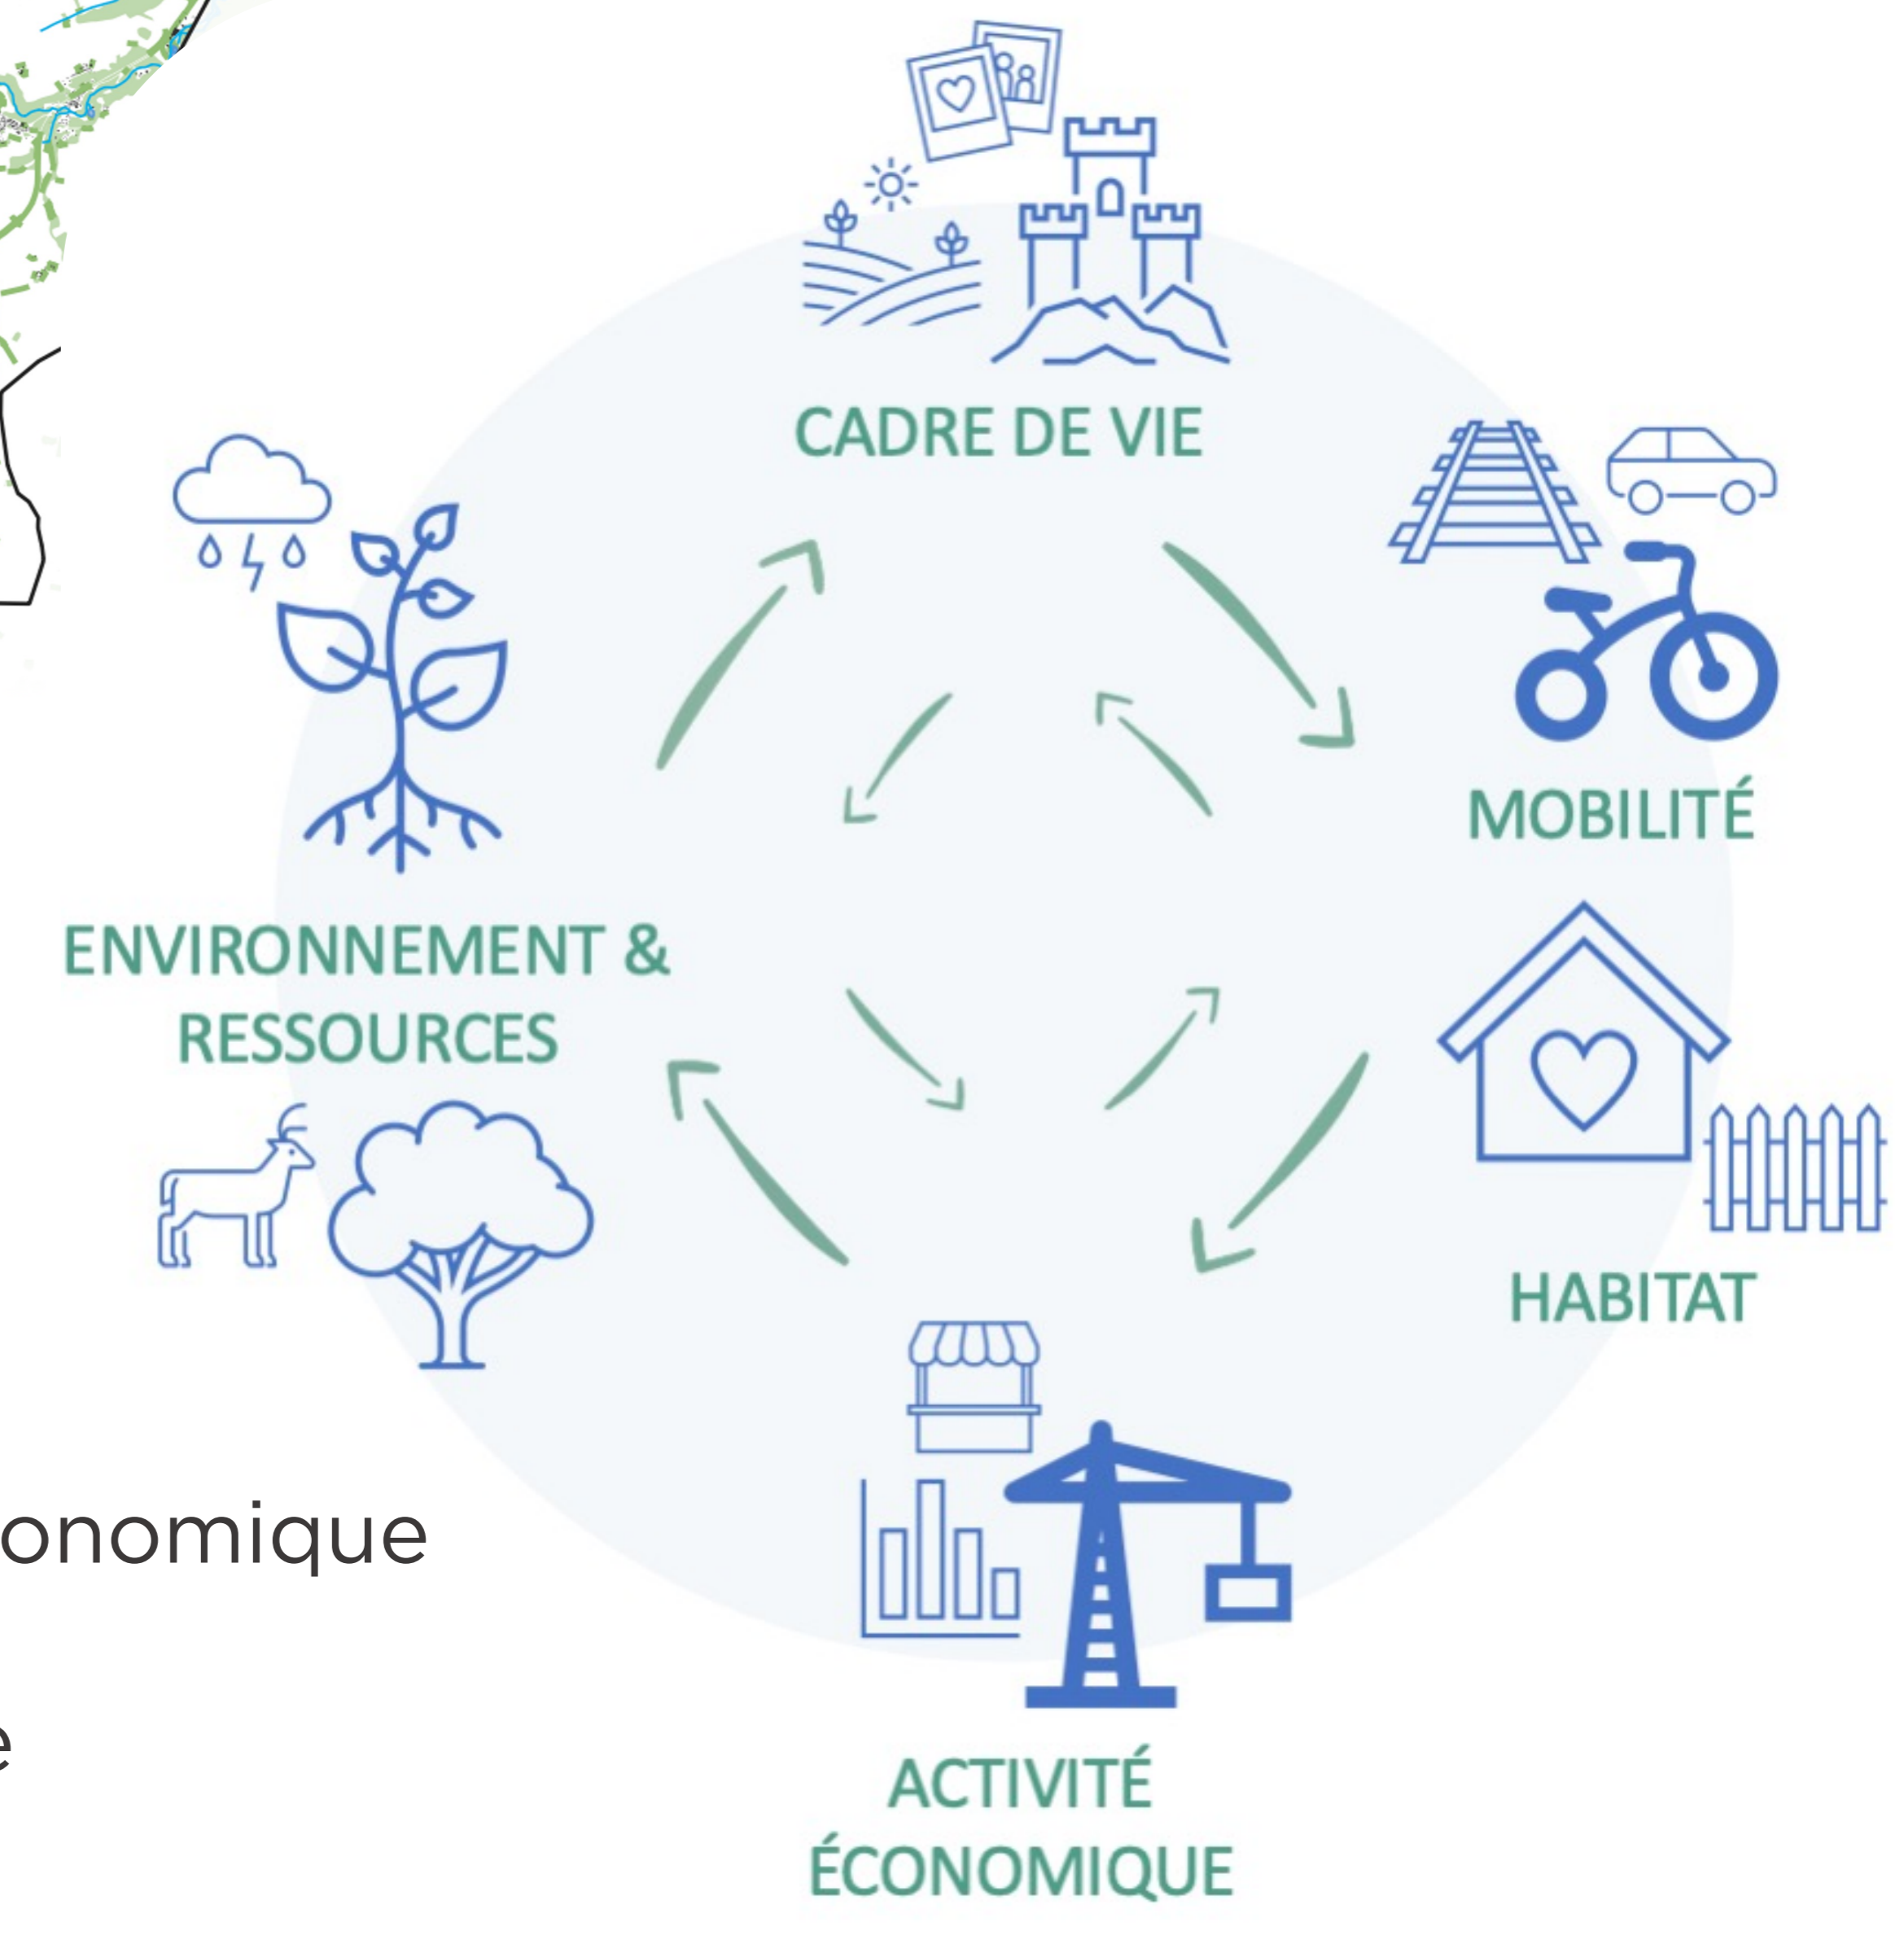 CADRE DE VIE
MOBILITÉ
ENVIRONNEMENT &
RESSOURCES
HABITAT
onomique
e
ACTIVITÉ
ÉCONOMIQUE